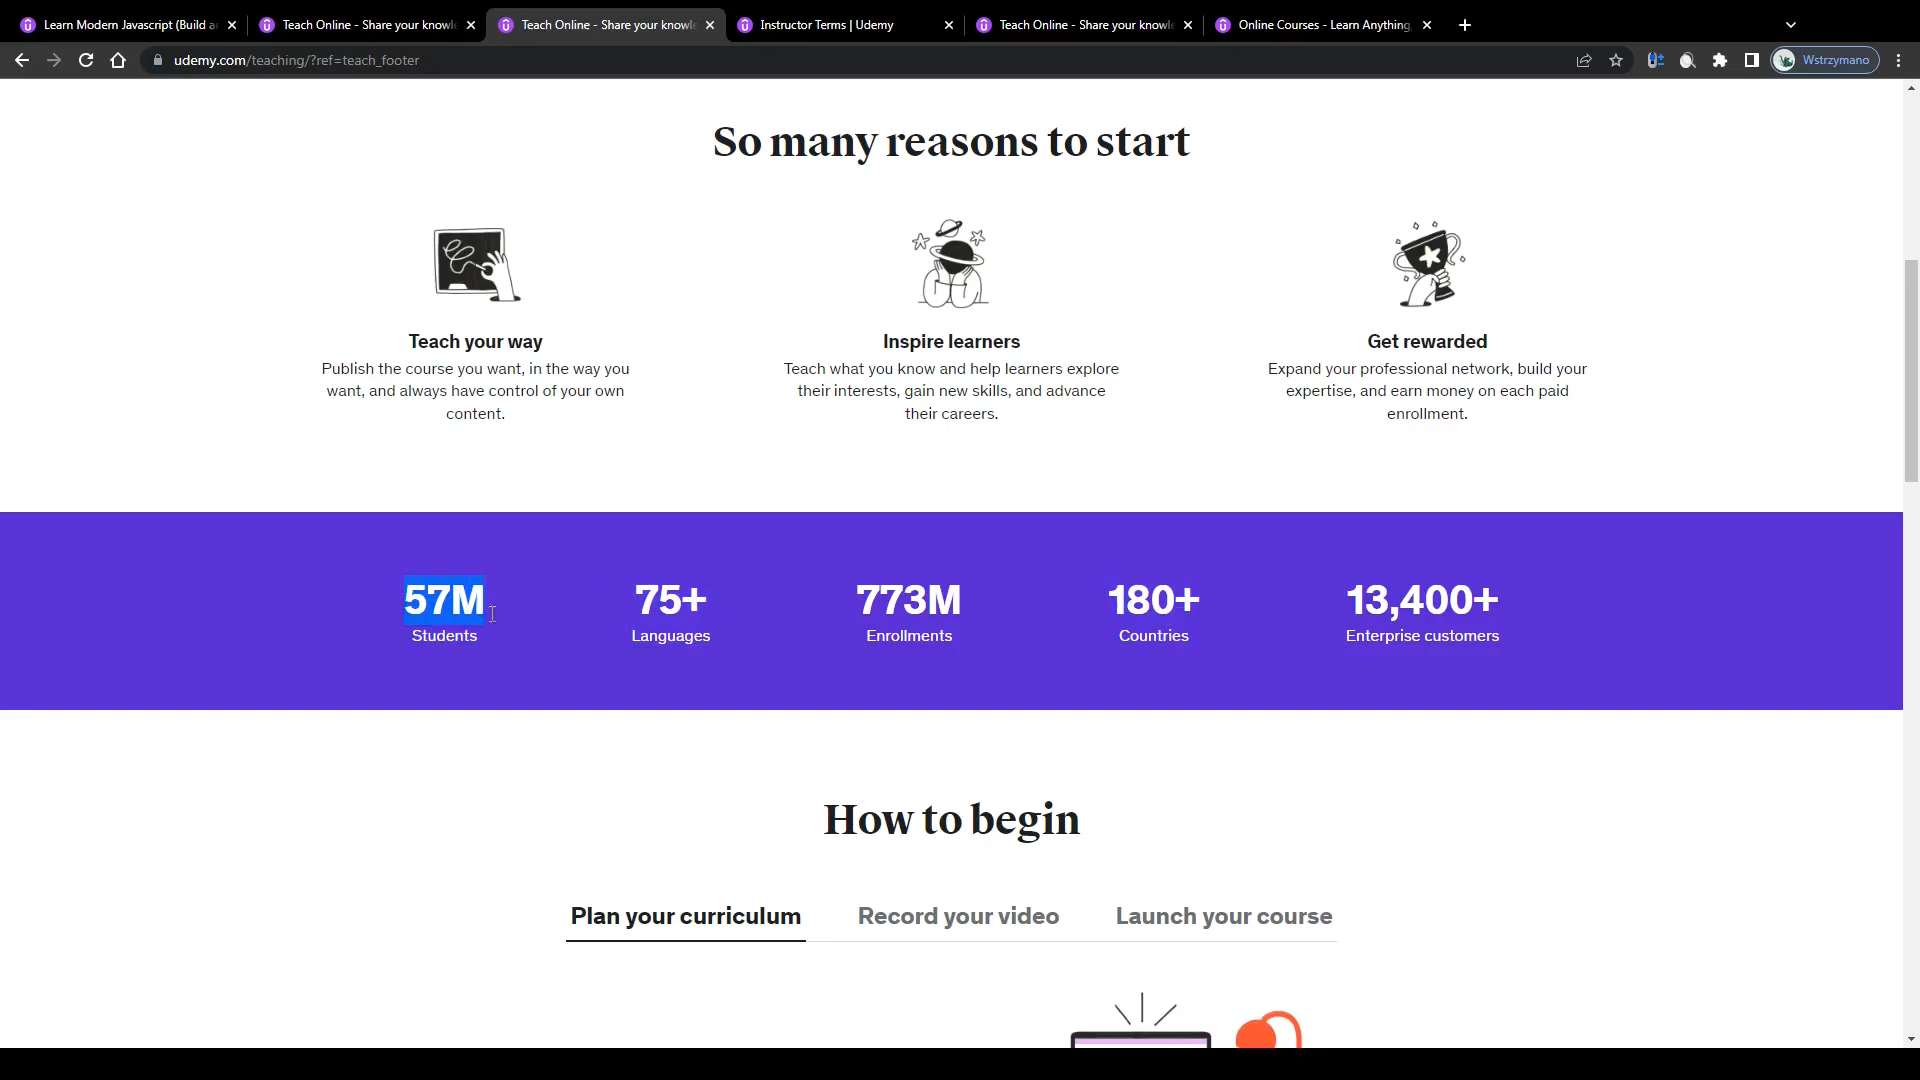 Learn Modern Javascript (Build a
Teach Online - Share your knowle
Teach Online - Share your knowle
Instructor Terms | Udemy
Teach Online - Share your knowle
Online Courses - Learn Anything,
udemy.com/teaching/?ref=teach_footer
Wstrzymano
So many reasons to start
Teach your way
Publish the course you want, in the way you
want, and always have control of your own
content.
Inspire learners
Teach what you know and help learners explore
their interests, gain new skills, and advance
their careers.
Get rewarded
Expand your professional network, build your
expertise, and earn money on each paid
enrollment.
57M
Students
75+
Languages
773M
Enrollments
180+
Countries
13,400+
Enterprise customers
How to begin
Plan your curriculum
Record your video
Launch your course